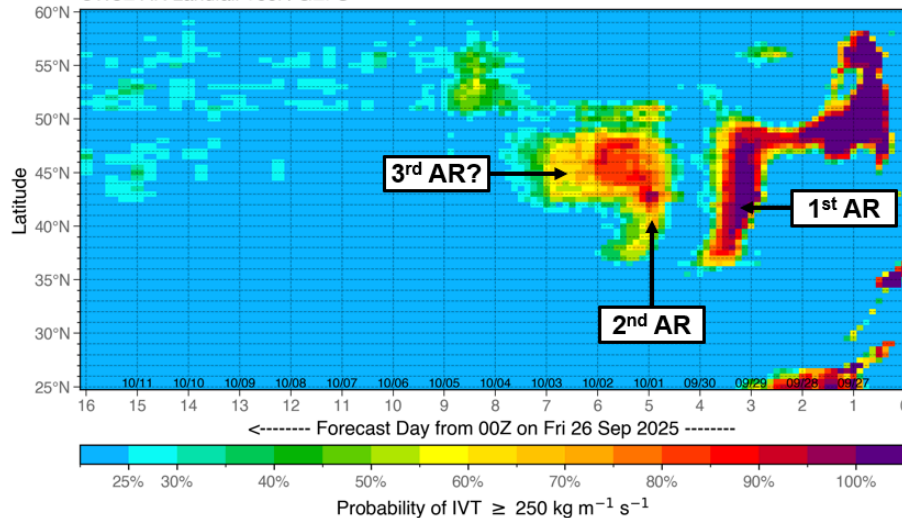 60°N
55°N
50°N
45°N
40°N
35°N
30°N
25°N
Latitude
3rd AR?
1st AR
2nd AR
10/11 10/10 10/09 10/08 10/07 10/06 10/05 10/04 10/03 10/02 10/01 09/30 09/29 09/28 09/27
16 15 14 13 12 11 10 9 8 7 6 5 4 3 2 1
<-------- Forecast Day from 00Z on Fri 26 Sep 2025 --------
25% 30% 40% 50% 60% 70% 80% 90% 100%
Probability of IVT ≥ 250 kg m⁻¹ s⁻¹